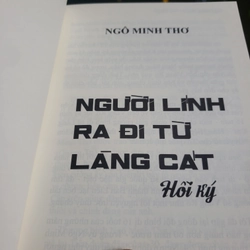 NGÔ MINH THƠ
NGƯỜI LÍNH
RA ĐI TỪ
LÀNG CÁT
Hồi ký